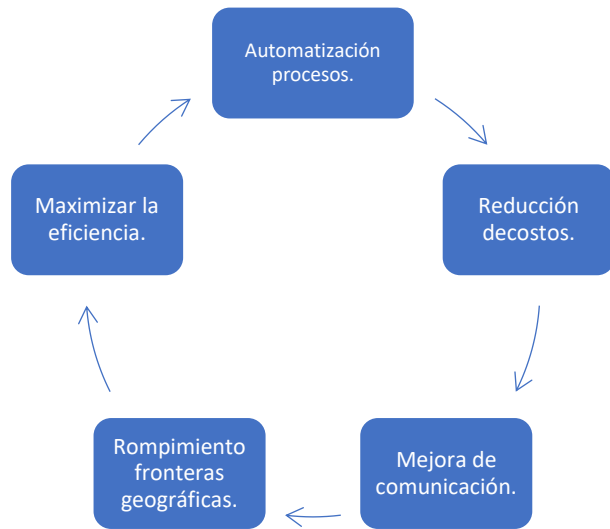 Automatización
procesos.
Reducción
decostos.
Mejora de
comunicación.
Rompimiento
fronteras
geográficas.
Maximizar la
eficiencia.